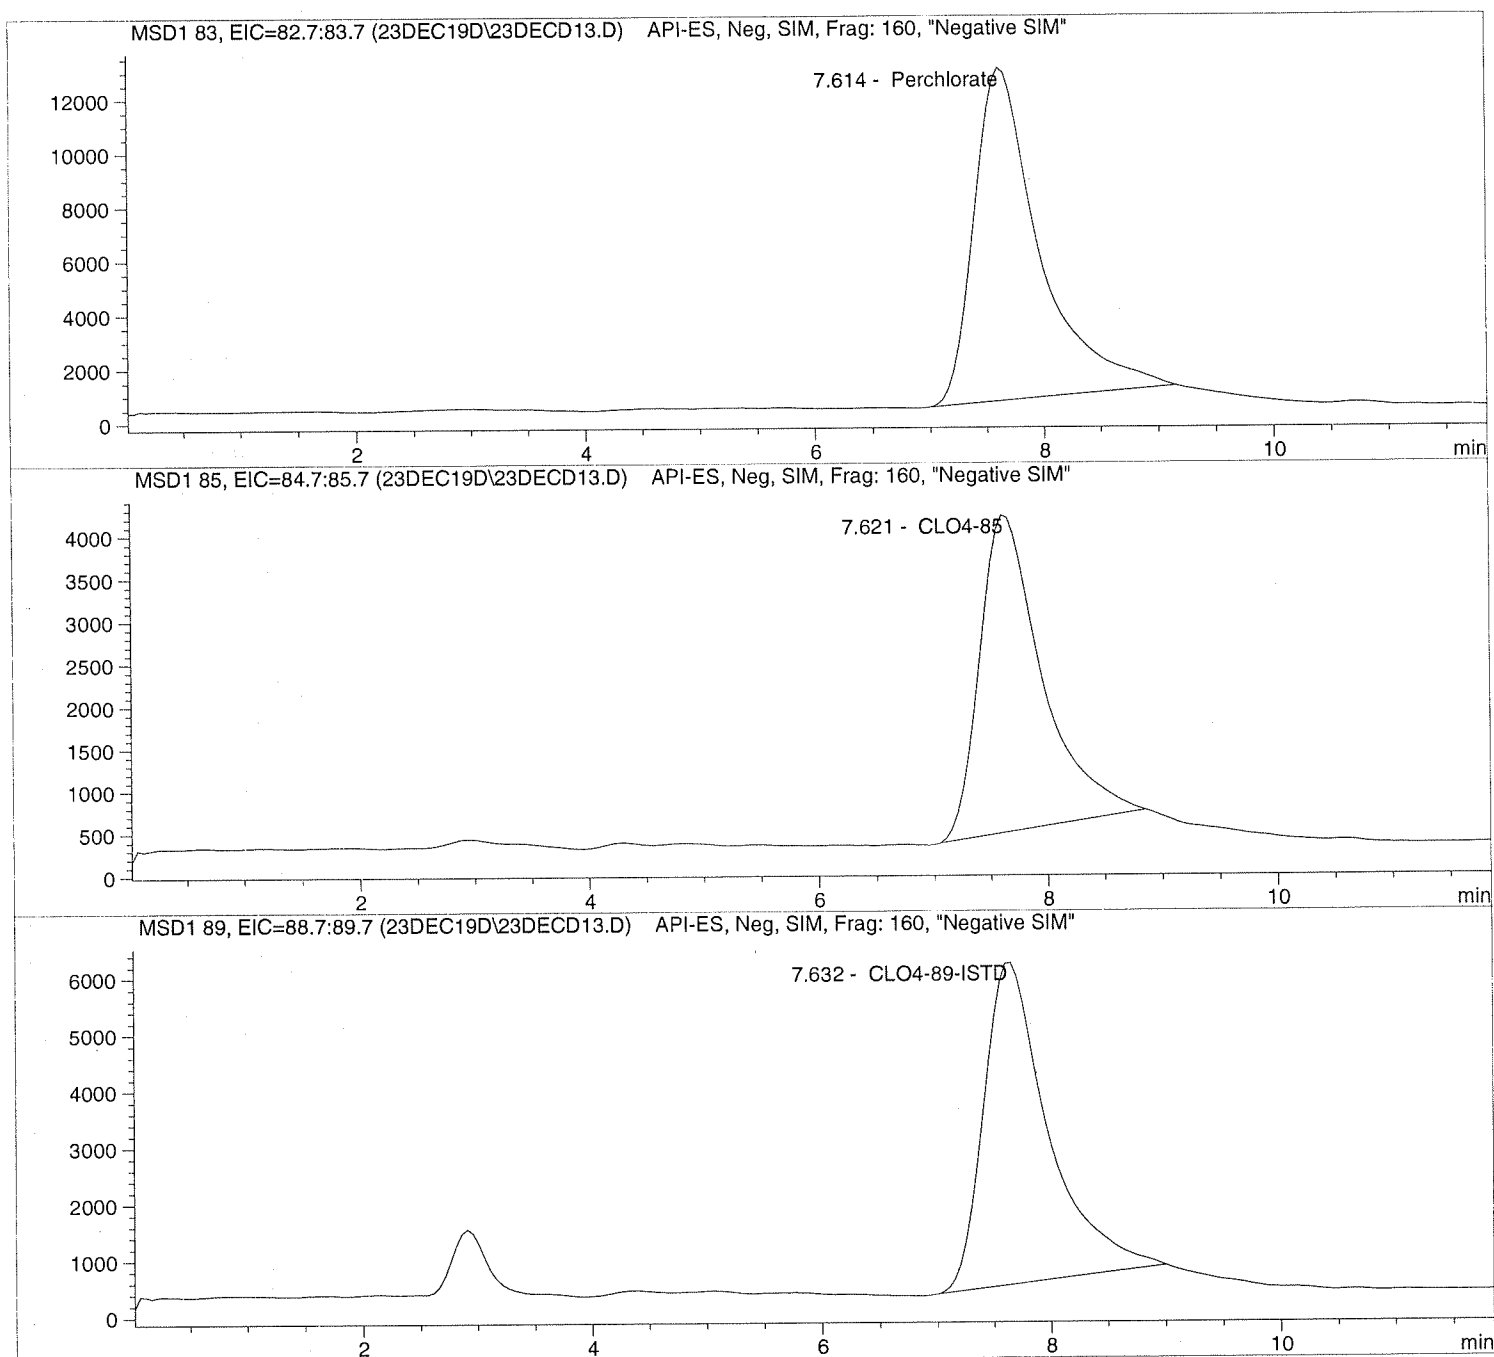 MSD1 83, EIC=82.7:83.7 (23DEC19D\23DECD13.D) API-ES, Neg, SIM, Frag: 160, "Negative SIM"
7.614 - Perchlorate
12000
10000
8000
6000
4000
2000
0
2 4 6 8 10 min
MSD1 85, EIC=84.7:85.7 (23DEC19D\23DECD13.D) API-ES, Neg, SIM, Frag: 160, "Negative SIM"
7.621 - CLO4-85
4000
3500
3000
2500
2000
1500
1000
500
0
2 4 6 8 10 min
MSD1 89, EIC=88.7:89.7 (23DEC19D\23DECD13.D) API-ES, Neg, SIM, Frag: 160, "Negative SIM"
7.632 - CLO4-89-ISTD
6000
5000
4000
3000
2000
1000
0
2 4 6 8 10 min